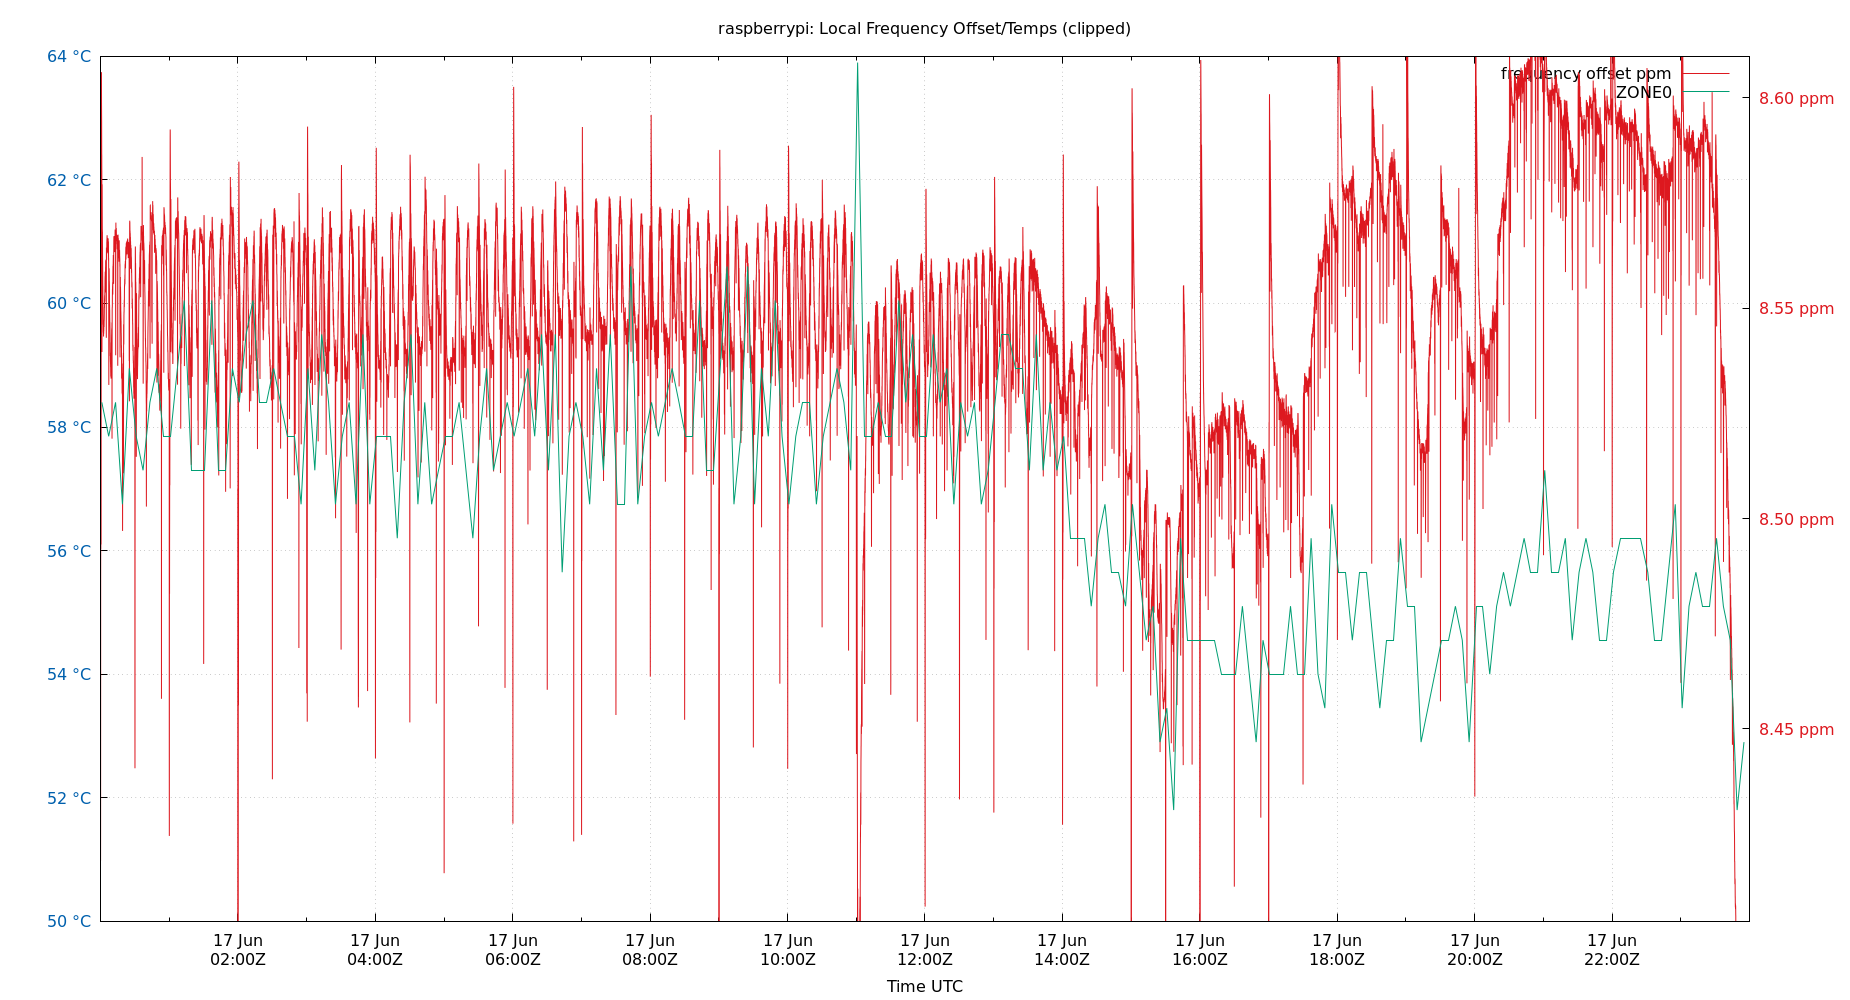 raspberrypi: Local Frequency Offset/Temps (clipped)
64 °C
62 °C
60 °C
58 °C
56 °C
54 °C
52 °C
50 °C
frequency offset ppm
ZONE0
8.60 ppm
8.55 ppm
8.50 ppm
8.45 ppm
17 Jun
02:00Z
17 Jun
04:00Z
17 Jun
06:00Z
17 Jun
08:00Z
17 Jun
10:00Z
17 Jun
12:00Z
17 Jun
14:00Z
17 Jun
16:00Z
17 Jun
18:00Z
17 Jun
20:00Z
17 Jun
22:00Z
Time UTC